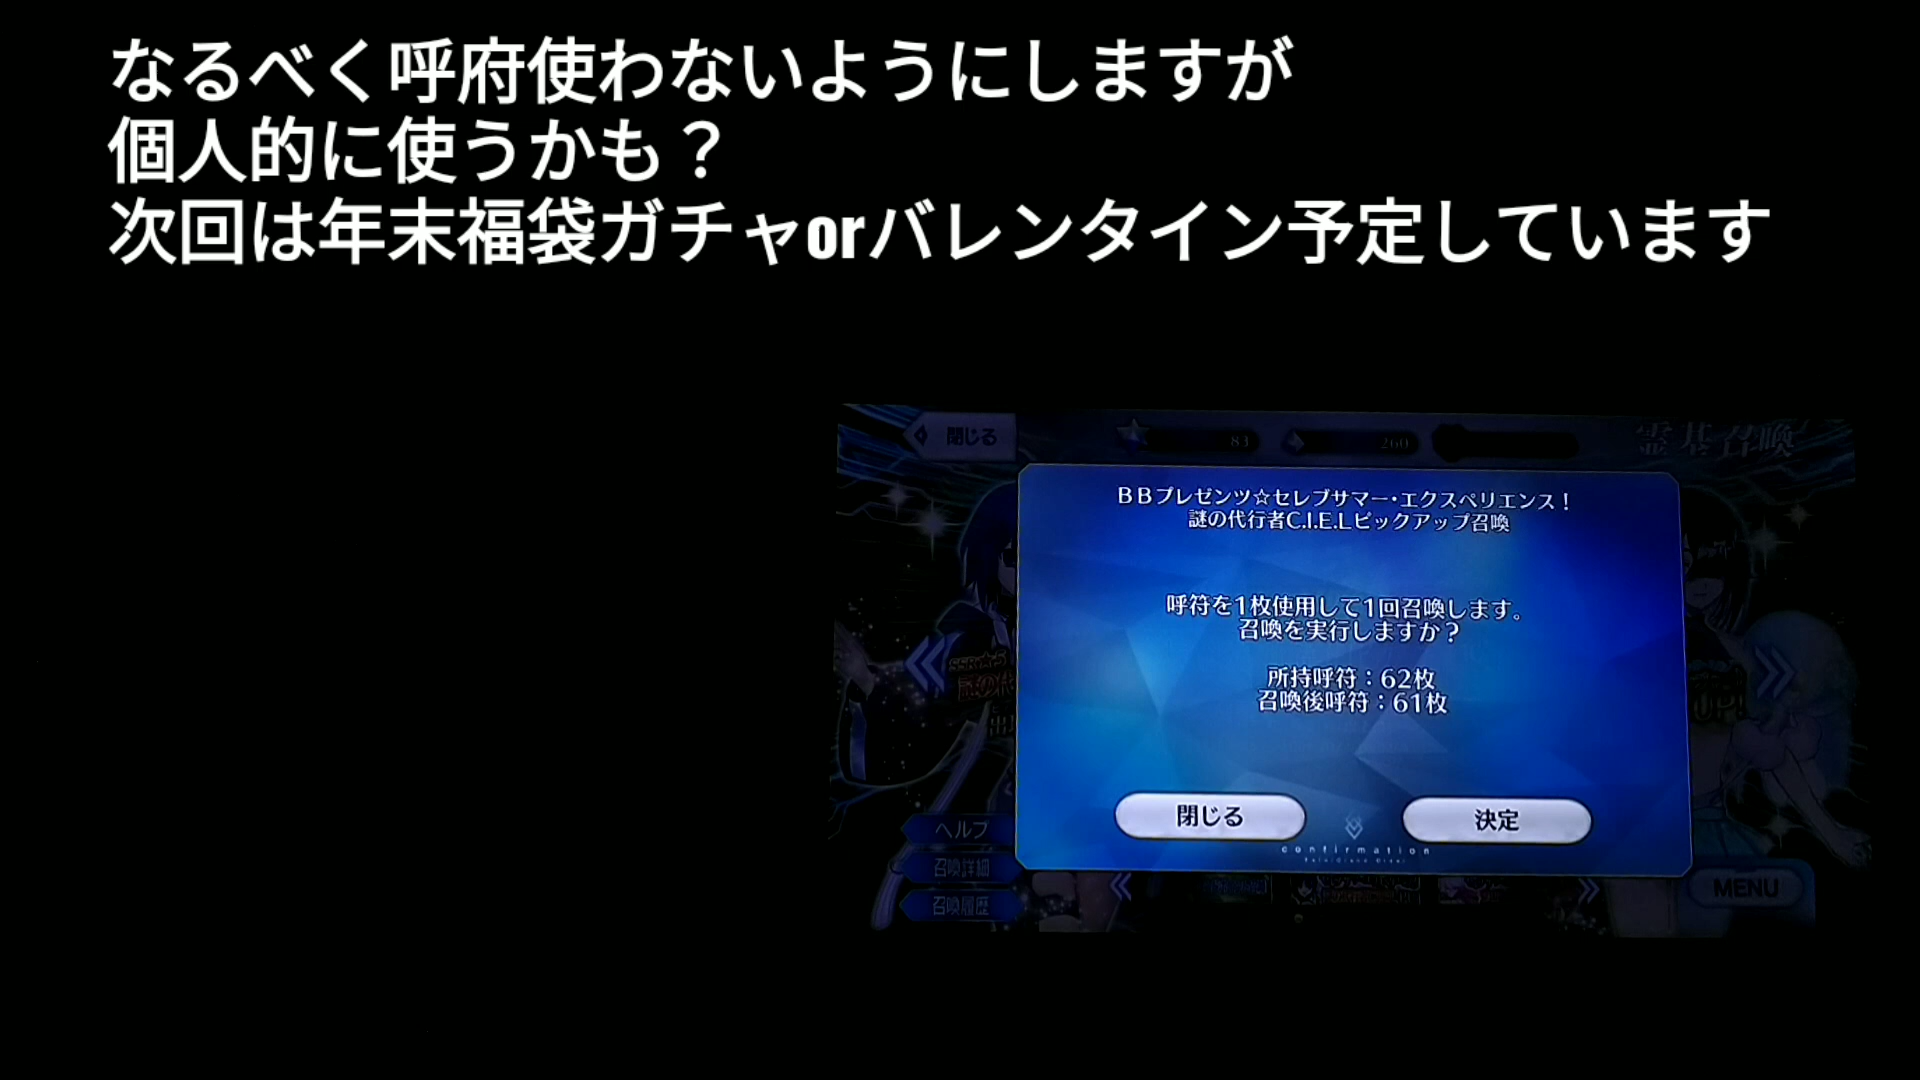 なるべく呼府使わないようにしますが
個人的に使うかも？
次回は年末福袋ガチャorバレンタイン予定しています
閉じる
83
260
霊基召喚
ＢＢプレゼンツ☆セレブサマー・エクスペリエンス！
謎の代行者C.I.E.Lピックアップ召喚
呼符を1枚使用して1回召喚します。
召喚を実行しますか？
所持呼符：62枚
召喚後呼符：61枚
閉じる
決定
confirmation
Fate/Grand Order
ヘルプ
召喚詳細
召喚履歴
MENU